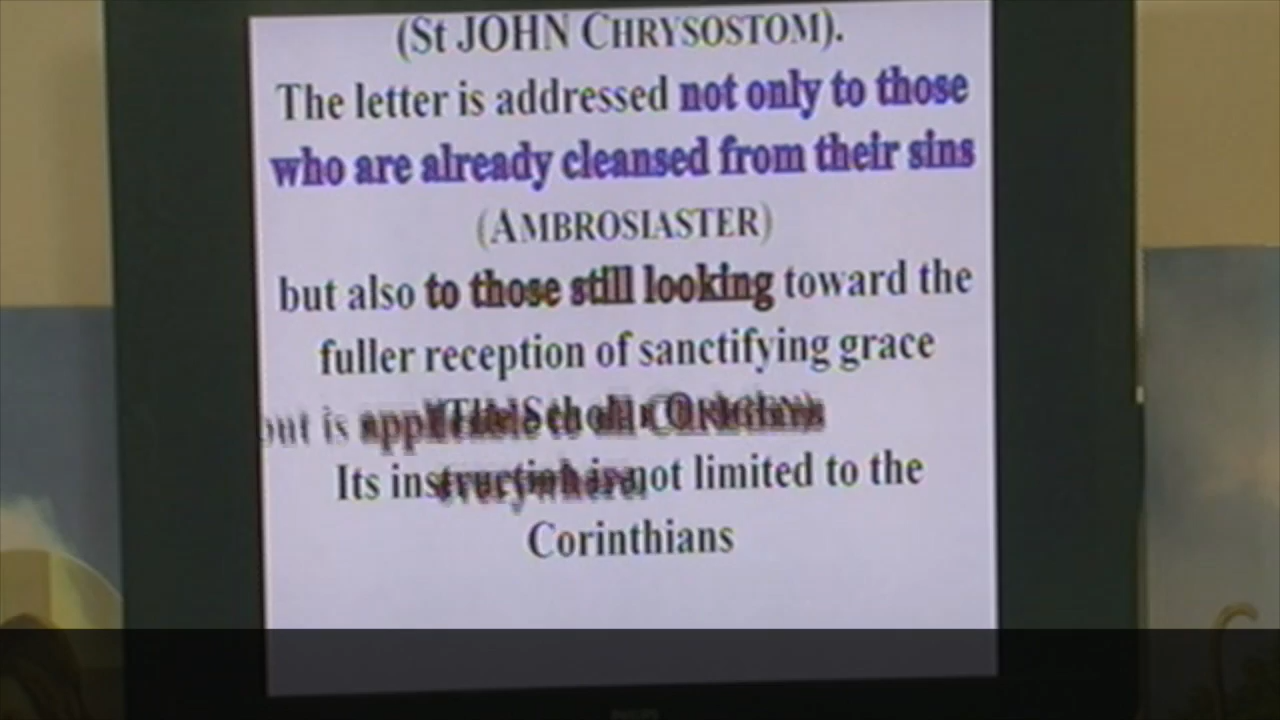 (St JOHN CHRYSOSTOM).
The letter is addressed not only to those
who are already cleansed from their sins
(AMBROSIASTER)
but also to those still looking toward the
fuller reception of sanctifying grace
but is
Its instruction is not limited to the
Corinthians